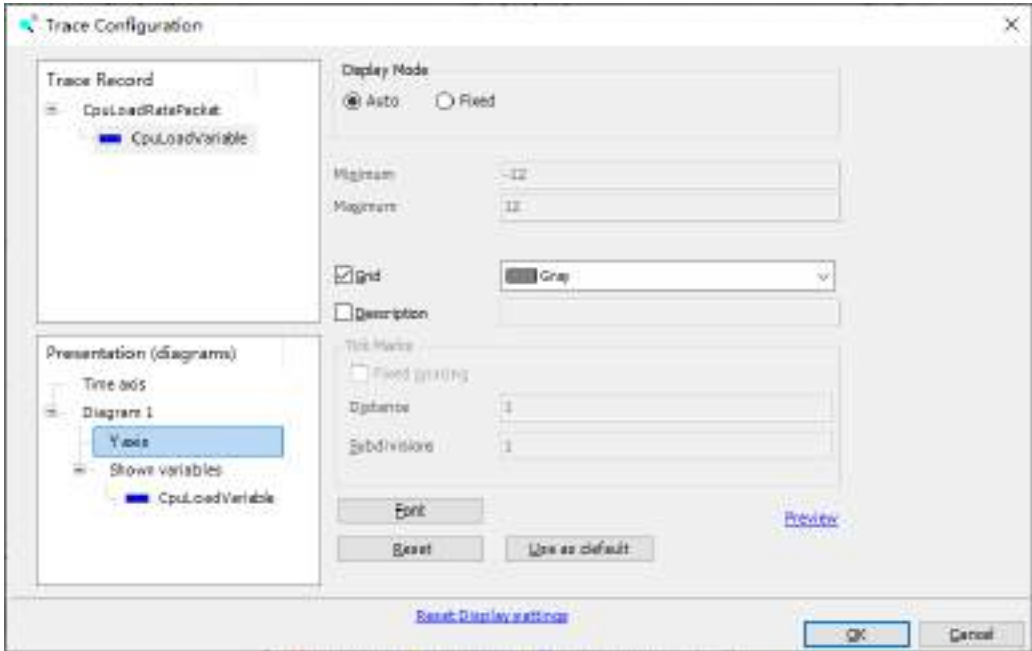 Trace Configuration
Trace Record
CpuLoadRatePacket
CpuLoadVariable
Display Mode
Auto Fixed
Minimum -12
Maximum 12
Grid Gray
Description
Tick Marks
Fixed spacing
Distance 1
Subdivisions 1
Presentation (diagrams)
Time axis
Diagram 1
Y axis
Shown variables
CpuLoadVariable
Font
Preview
Reset Use as default
Reset Display settings
OK Cancel